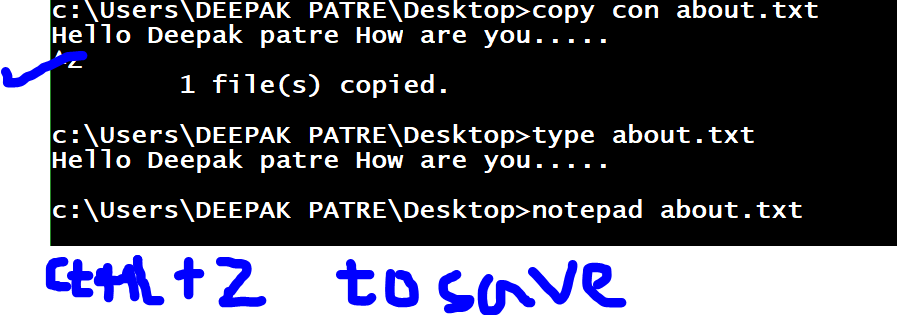 c:\Users\DEEPAK PATRE\Desktop>copy con about.txt
Hello Deepak patre How are you.....
^Z
1 file(s) copied.
c:\Users\DEEPAK PATRE\Desktop>type about.txt
Hello Deepak patre How are you.....
c:\Users\DEEPAK PATRE\Desktop>notepad about.txt
Ctrl + Z to save